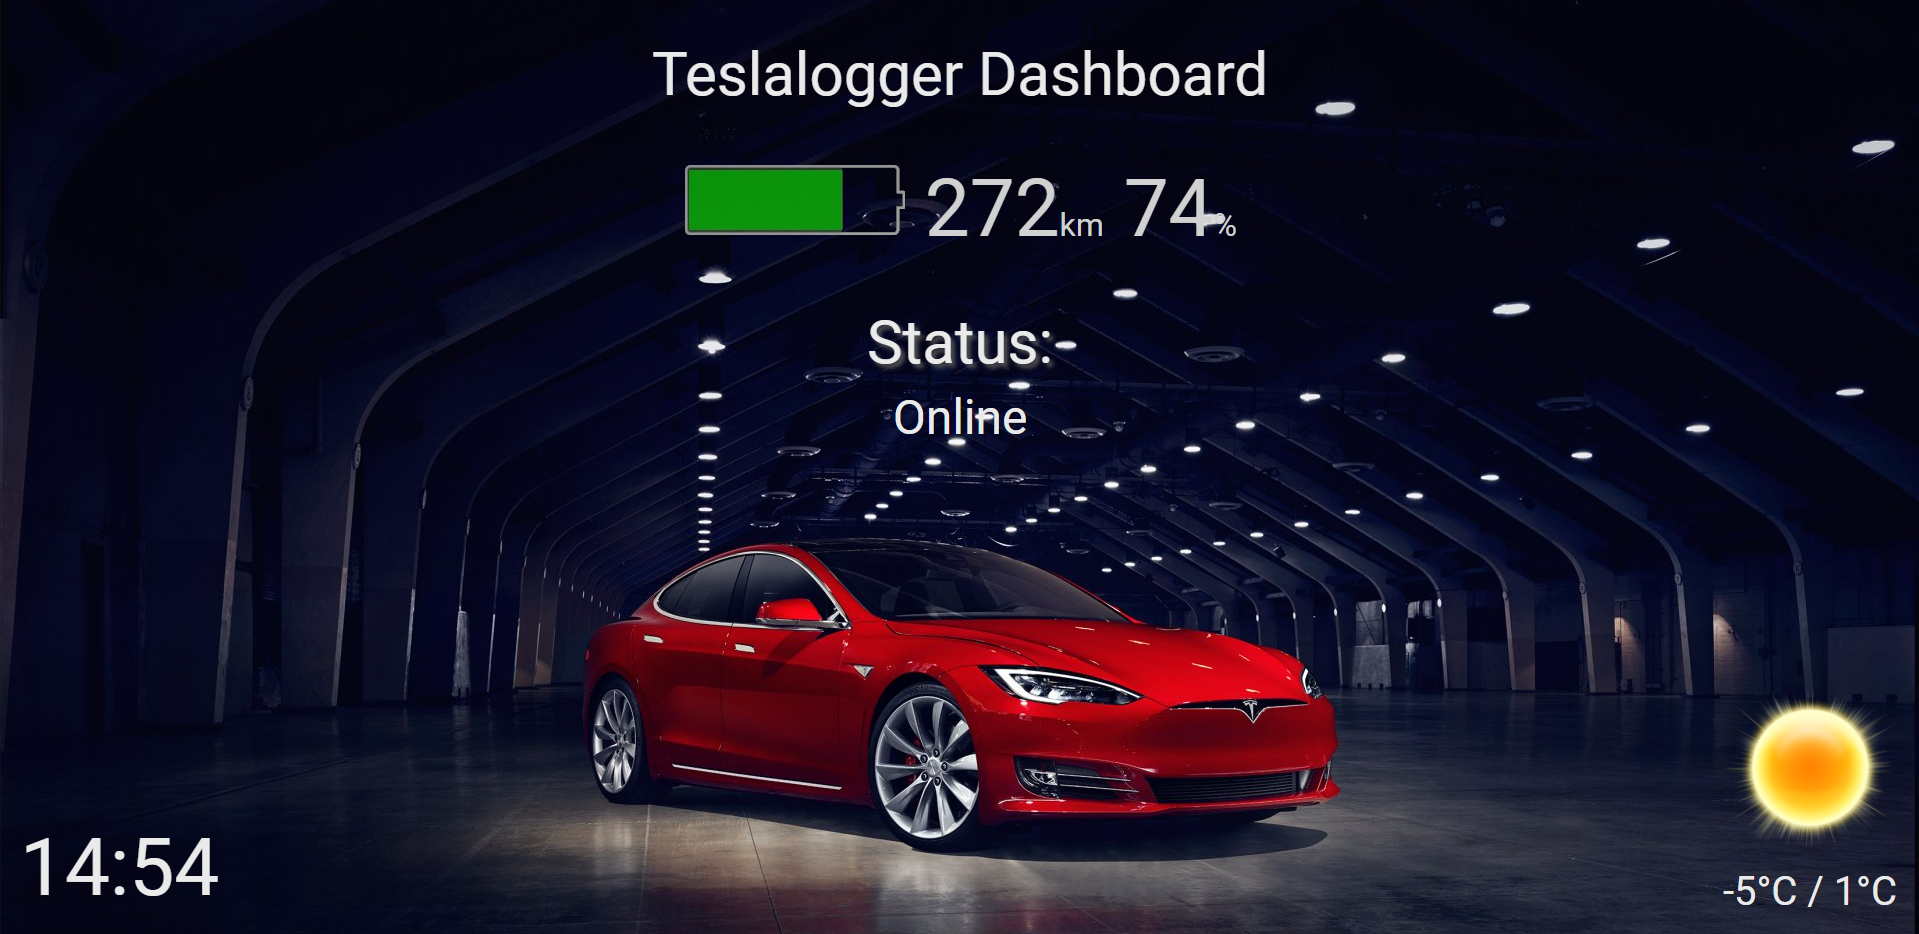 Teslalogger Dashboard
272km 74%
Status:
Online
14:54
-5°C / 1°C